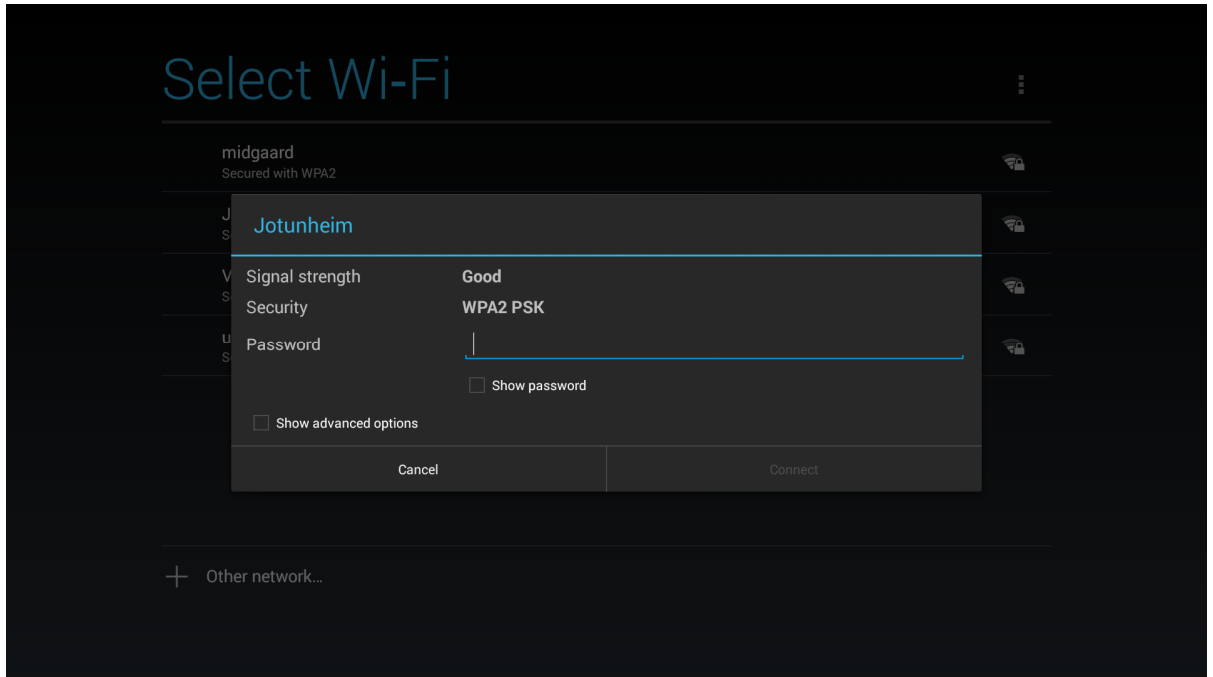 Select Wi-Fi
midgaard
Secured with WPA2
Jotunheim
Signal strength Good
Security WPA2 PSK
Password
Show password
Show advanced options
Cancel Connect
Other network...